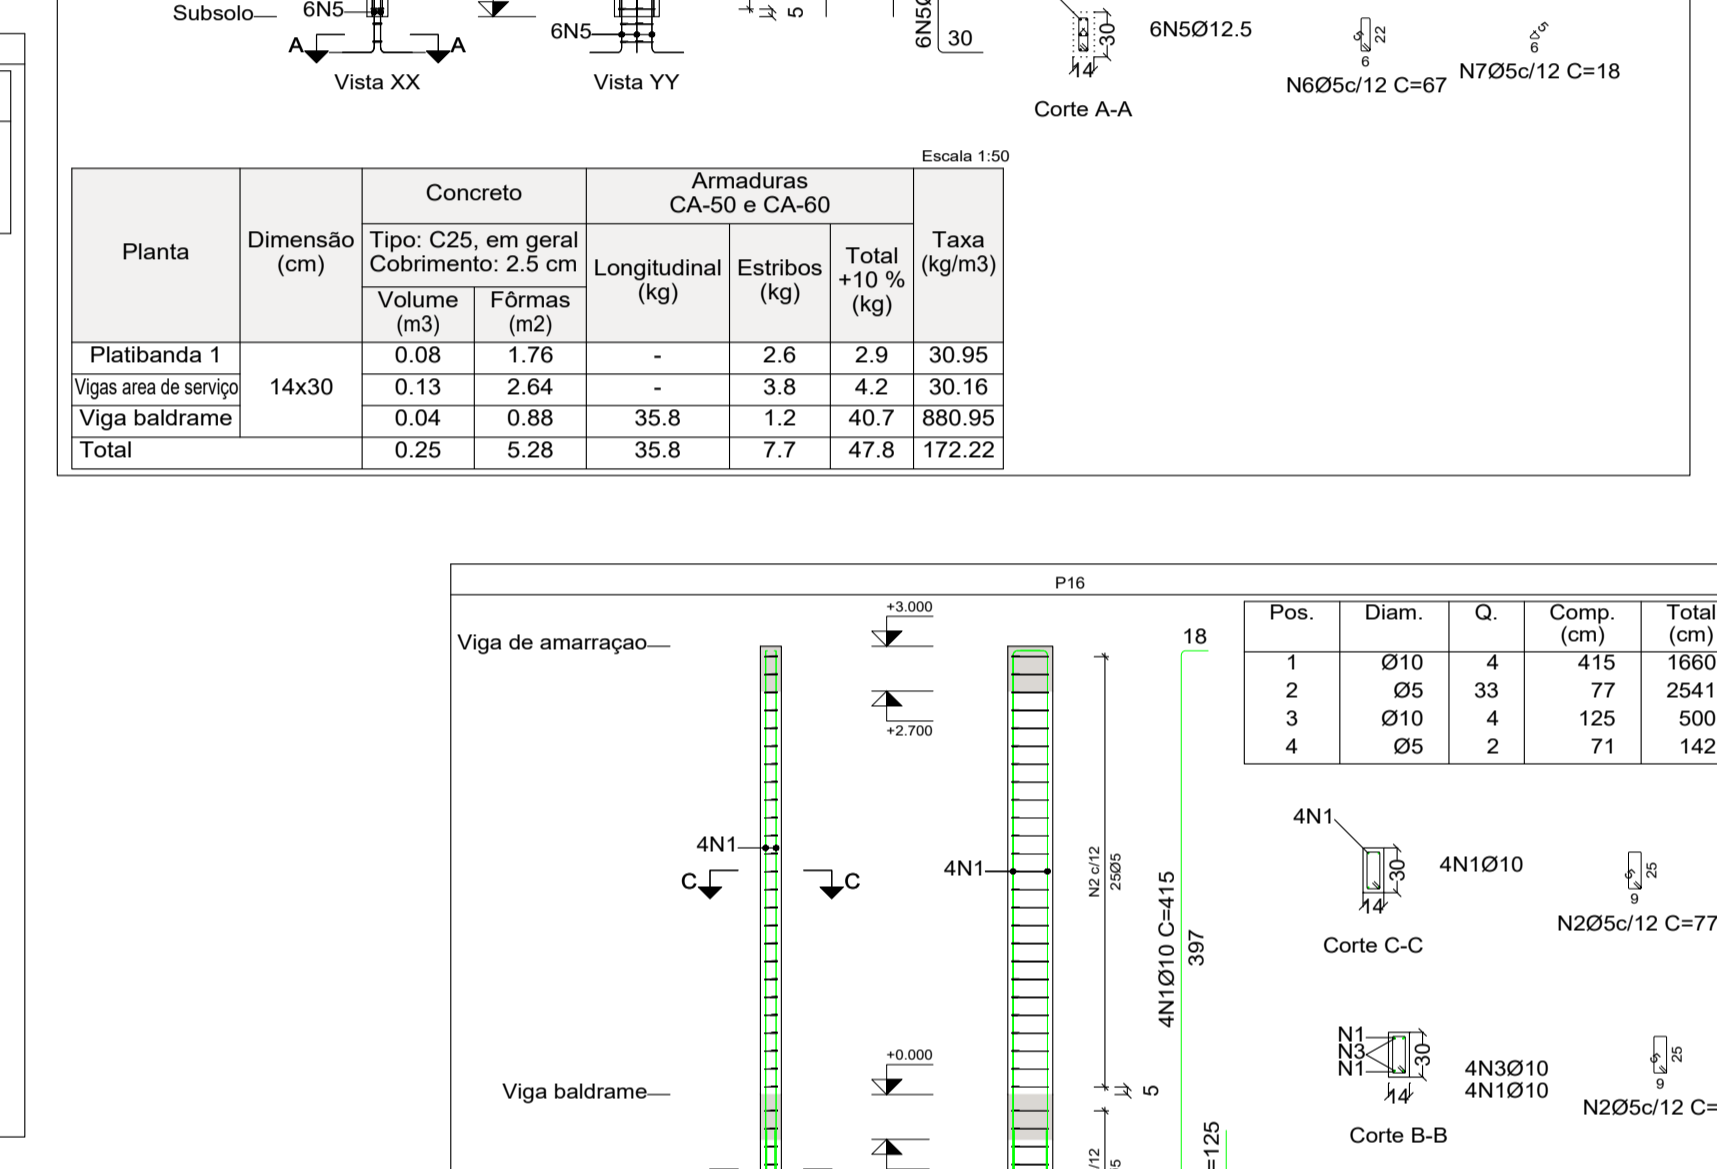 Subsolo
6N5
6N5
A
A
Vista XX
Vista YY
5
30
14
30
6N5Ø12.5
Corte A-A
5
22
6
N6Ø5c/12 C=67
5
6
N7Ø5c/12 C=18
Escala 1:50
Planta
Dimensão
(cm)
Concreto
Armaduras
CA-50 e CA-60
Taxa
(kg/m3)
Tipo: C25, em geral
Cobrimento: 2.5 cm
Longitudinal
(kg)
Estribos
(kg)
Total
+10 %
(kg)
Volume
(m3)
Fôrmas
(m2)
Platibanda 1 14x30 0.08 1.76 - 2.6 2.9 30.95
Vigas area de serviço 0.13 2.64 - 3.8 4.2 30.16
Viga baldrame 0.04 0.88 35.8 1.2 40.7 880.95
Total 0.25 5.28 35.8 7.7 47.8 172.22
P16
Viga de amarraçao
+3.000
+2.700
18
Pos. Diam. Q. Comp. (cm) Total (cm)
1 Ø10 4 415 1660
2 Ø5 33 77 2541
3 Ø10 4 125 500
4 Ø5 2 71 142
4N1
C
C
4N1
N2 c/12
25Ø5
4N1Ø10 C=415
397
4N1
30
14
4N1Ø10
Corte C-C
25
9
N2Ø5c/12 C=77
Viga baldrame
+0.000
5
N1
N3
N1
30
14
4N3Ø10
4N1Ø10
Corte B-B
25
9
N2Ø5c/12 C=
/12
=125